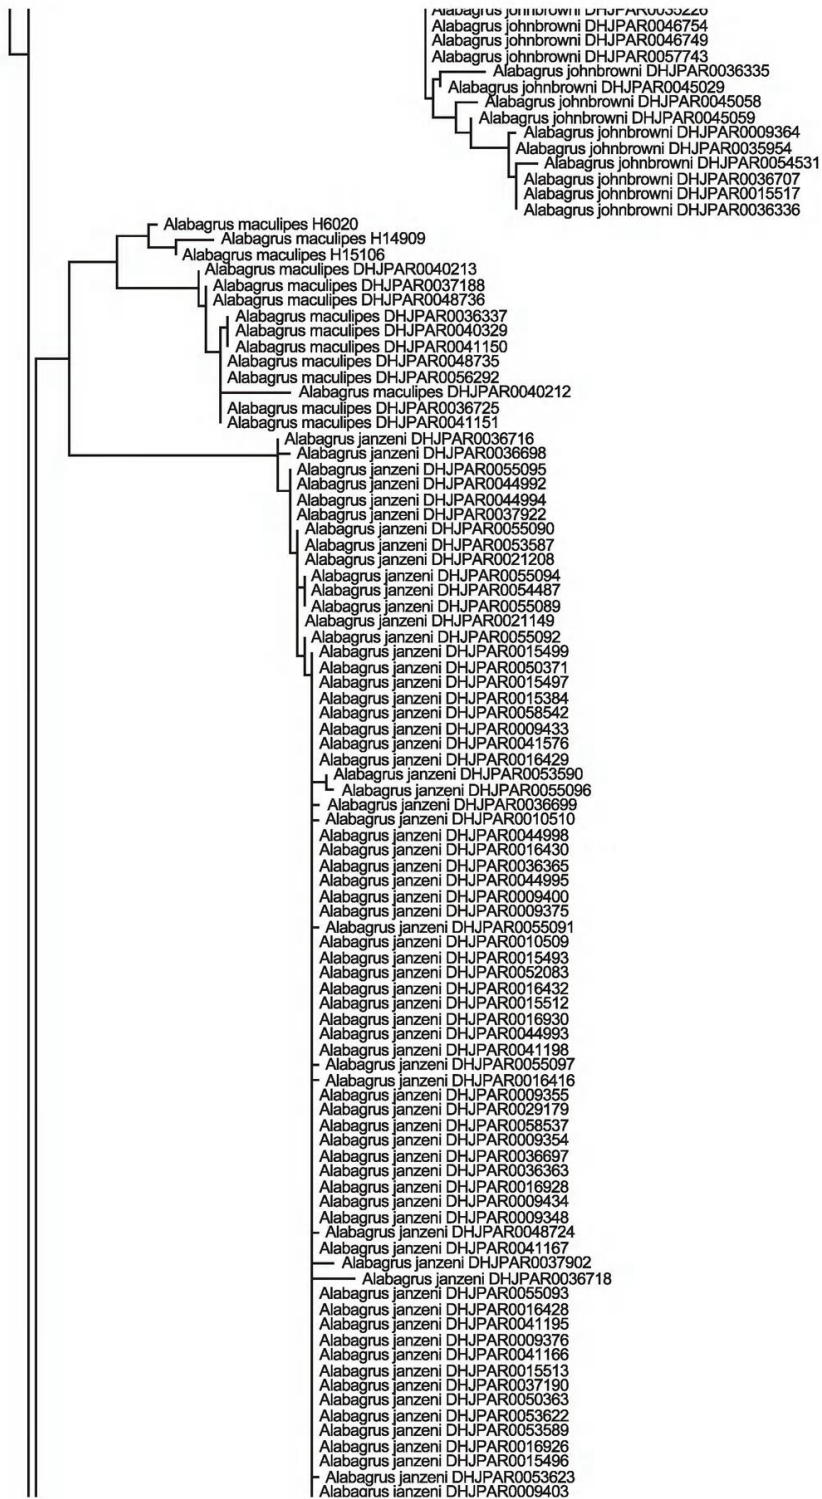 Alabagrus johnbrowni DHJPAR0035226
Alabagrus johnbrowni DHJPAR0046754
Alabagrus johnbrowni DHJPAR0046749
Alabagrus johnbrowni DHJPAR0057743
Alabagrus johnbrowni DHJPAR0036335
Alabagrus johnbrowni DHJPAR0045029
Alabagrus johnbrowni DHJPAR0045058
Alabagrus johnbrowni DHJPAR0045059
Alabagrus johnbrowni DHJPAR0009364
Alabagrus johnbrowni DHJPAR0035954
Alabagrus johnbrowni DHJPAR0054531
Alabagrus johnbrowni DHJPAR0036707
Alabagrus johnbrowni DHJPAR0015517
Alabagrus johnbrowni DHJPAR0036336
Alabagrus maculipes H6020
Alabagrus maculipes H14909
Alabagrus maculipes H15106
Alabagrus maculipes DHJPAR0040213
Alabagrus maculipes DHJPAR0037188
Alabagrus maculipes DHJPAR0048736
Alabagrus maculipes DHJPAR0036337
Alabagrus maculipes DHJPAR0040329
Alabagrus maculipes DHJPAR0041150
Alabagrus maculipes DHJPAR0048735
Alabagrus maculipes DHJPAR0056292
Alabagrus maculipes DHJPAR0040212
Alabagrus maculipes DHJPAR0036725
Alabagrus maculipes DHJPAR0041151
Alabagrus janzeni DHJPAR0036716
Alabagrus janzeni DHJPAR0036698
Alabagrus janzeni DHJPAR0055095
Alabagrus janzeni DHJPAR0044992
Alabagrus janzeni DHJPAR0044994
Alabagrus janzeni DHJPAR0037922
Alabagrus janzeni DHJPAR0055090
Alabagrus janzeni DHJPAR0053587
Alabagrus janzeni DHJPAR0021208
Alabagrus janzeni DHJPAR0055094
Alabagrus janzeni DHJPAR0054487
Alabagrus janzeni DHJPAR0055089
Alabagrus janzeni DHJPAR0021149
Alabagrus janzeni DHJPAR0055092
Alabagrus janzeni DHJPAR0015499
Alabagrus janzeni DHJPAR0050371
Alabagrus janzeni DHJPAR0015497
Alabagrus janzeni DHJPAR0015384
Alabagrus janzeni DHJPAR0058542
Alabagrus janzeni DHJPAR0009433
Alabagrus janzeni DHJPAR0041576
Alabagrus janzeni DHJPAR0016429
Alabagrus janzeni DHJPAR0053590
Alabagrus janzeni DHJPAR0055096
Alabagrus janzeni DHJPAR0036699
Alabagrus janzeni DHJPAR0010510
Alabagrus janzeni DHJPAR0044998
Alabagrus janzeni DHJPAR0016430
Alabagrus janzeni DHJPAR0036365
Alabagrus janzeni DHJPAR0044995
Alabagrus janzeni DHJPAR0009400
Alabagrus janzeni DHJPAR0009375
Alabagrus janzeni DHJPAR0055091
Alabagrus janzeni DHJPAR0010509
Alabagrus janzeni DHJPAR0015493
Alabagrus janzeni DHJPAR0052083
Alabagrus janzeni DHJPAR0016432
Alabagrus janzeni DHJPAR0015512
Alabagrus janzeni DHJPAR0016930
Alabagrus janzeni DHJPAR0044993
Alabagrus janzeni DHJPAR0041198
Alabagrus janzeni DHJPAR0055097
Alabagrus janzeni DHJPAR0016416
Alabagrus janzeni DHJPAR0009355
Alabagrus janzeni DHJPAR0029179
Alabagrus janzeni DHJPAR0058537
Alabagrus janzeni DHJPAR0009354
Alabagrus janzeni DHJPAR0036697
Alabagrus janzeni DHJPAR0036363
Alabagrus janzeni DHJPAR0016928
Alabagrus janzeni DHJPAR0009434
Alabagrus janzeni DHJPAR0009348
Alabagrus janzeni DHJPAR0048724
Alabagrus janzeni DHJPAR0041167
Alabagrus janzeni DHJPAR0037902
Alabagrus janzeni DHJPAR0036718
Alabagrus janzeni DHJPAR0055093
Alabagrus janzeni DHJPAR0016428
Alabagrus janzeni DHJPAR0041195
Alabagrus janzeni DHJPAR0009376
Alabagrus janzeni DHJPAR0041166
Alabagrus janzeni DHJPAR0015513
Alabagrus janzeni DHJPAR0037190
Alabagrus janzeni DHJPAR0050363
Alabagrus janzeni DHJPAR0053622
Alabagrus janzeni DHJPAR0053589
Alabagrus janzeni DHJPAR0016926
Alabagrus janzeni DHJPAR0015496
Alabagrus janzeni DHJPAR0053623
Alabagrus janzeni DHJPAR0009403